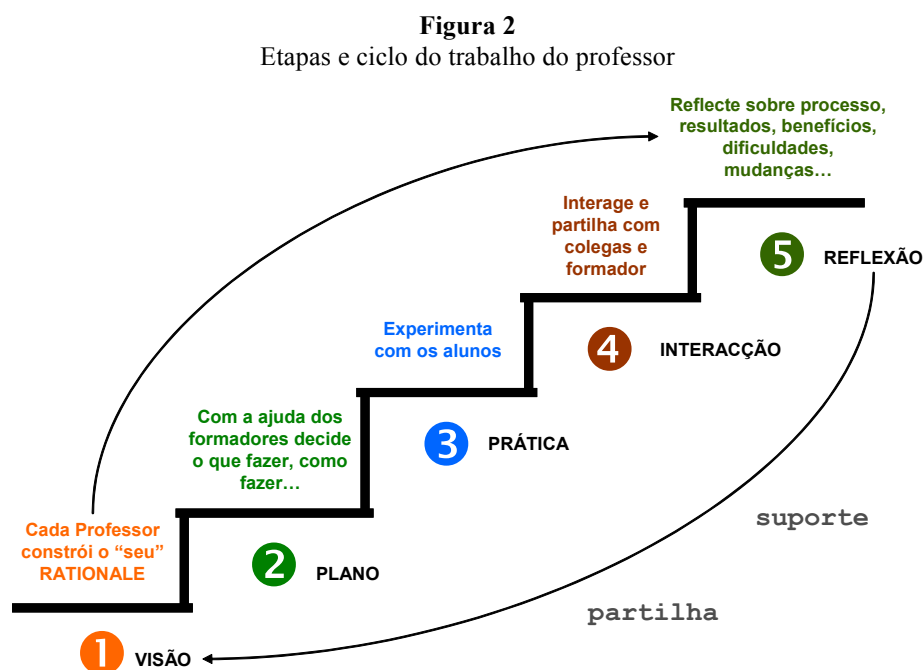 Figura 2
Etapas e ciclo do trabalho do professor
Reflecte sobre processo,
resultados, benefícios,
dificuldades,
mudanças…
Interage e
partilha com
colegas e
formador
5 REFLEXÃO
Experimenta
com os alunos
4 INTERACÇÃO
Com a ajuda dos
formadores decide
o que fazer, como
fazer…
3 PRÁTICA
suporte
Cada Professor
constrói o “seu”
RATIONALE
2 PLANO
partilha
1 VISÃO